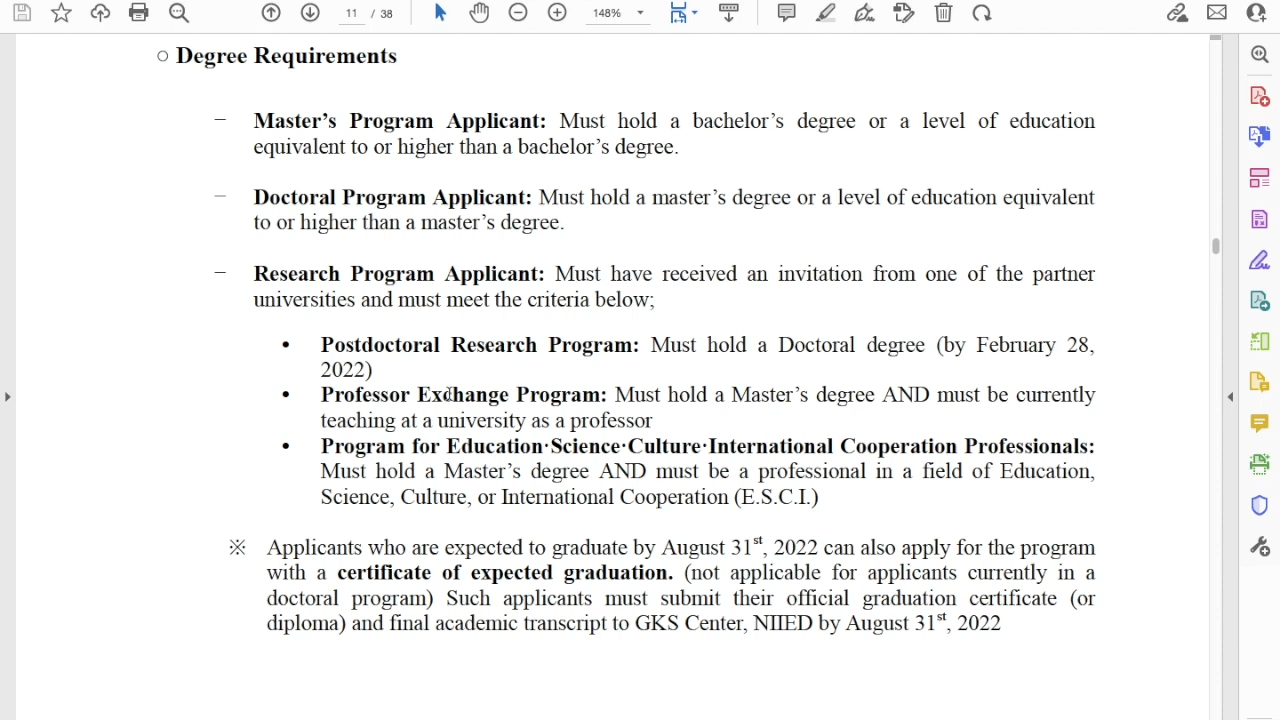 11 / 38
148%
○ Degree Requirements
– Master’s Program Applicant: Must hold a bachelor’s degree or a level of education
equivalent to or higher than a bachelor’s degree.
– Doctoral Program Applicant: Must hold a master’s degree or a level of education equivalent
to or higher than a master’s degree.
– Research Program Applicant: Must have received an invitation from one of the partner
universities and must meet the criteria below;
• Postdoctoral Research Program: Must hold a Doctoral degree (by February 28,
2022)
• Professor Exchange Program: Must hold a Master’s degree AND must be currently
teaching at a university as a professor
• Program for Education·Science·Culture·International Cooperation Professionals:
Must hold a Master’s degree AND must be a professional in a field of Education,
Science, Culture, or International Cooperation (E.S.C.I.)
※ Applicants who are expected to graduate by August 31st, 2022 can also apply for the program
with a certificate of expected graduation. (not applicable for applicants currently in a
doctoral program) Such applicants must submit their official graduation certificate (or
diploma) and final academic transcript to GKS Center, NIIED by August 31st, 2022